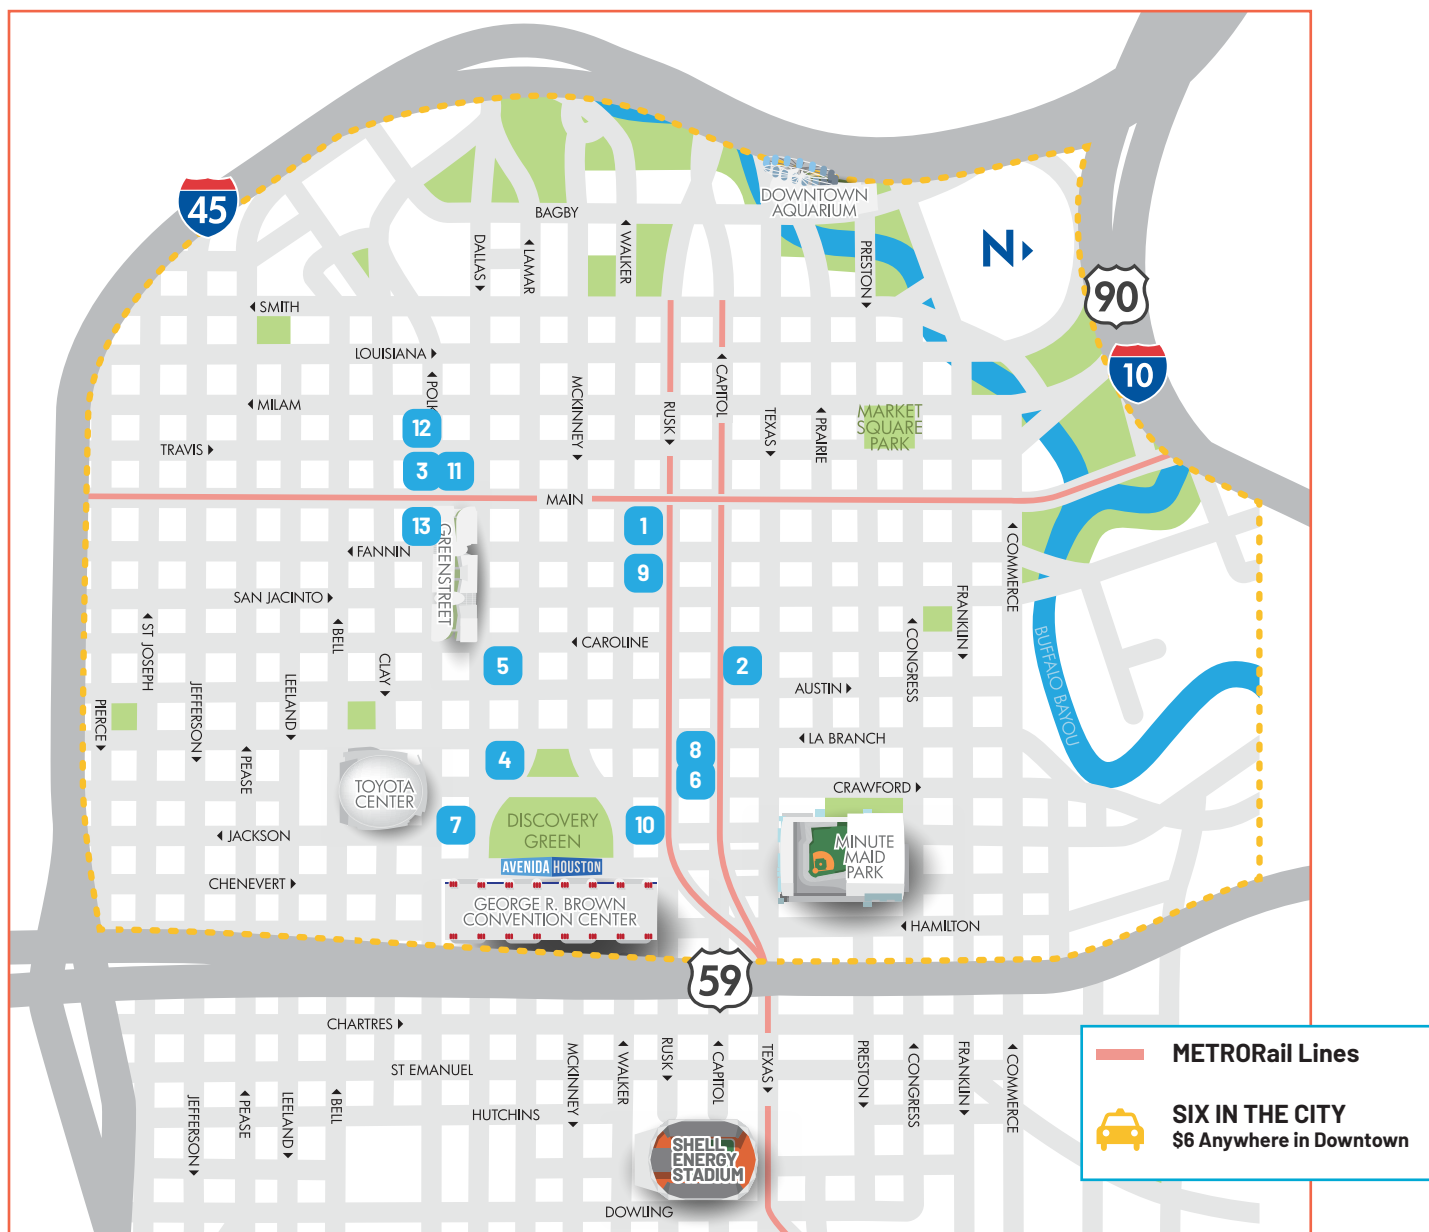 45
DOWNTOWN
AQUARIUM
BAGBY
DALLAS
LAMAR
WALKER
PRESTON
N
90
10
SMITH
LOUISIANA
POLK
MCKINNEY
RUSK
CAPITOL
TEXAS
PRAIRIE
MARKET
SQUARE
PARK
MILAM
12
TRAVIS
3
11
MAIN
13
GREENSTREET
1
FANNIN
9
COMMERCE
SAN JACINTO
FRANKLIN
ST JOSEPH
BELL
CAROLINE
CONGRESS
BUFFALO BAYOU
CLAY
5
2
JEFFERSON
LEELAND
AUSTIN
PIERCE
PEASE
4
8
LA BRANCH
6
TOYOTA
CENTER
CRAWFORD
7
DISCOVERY
GREEN
10
JACKSON
MINUTE
MAID
PARK
AVENIDA HOUSTON
CHENEVERT
GEORGE R. BROWN
CONVENTION CENTER
HAMILTON
59
CHARTRES
ST EMANUEL
HUTCHINS
JEFFERSON
PEASE
LEELAND
BELL
MCKINNEY
WALKER
RUSK
CAPITOL
TEXAS
PRESTON
CONGRESS
FRANKLIN
COMMERCE
SHELL
ENERGY
STADIUM
DOWLING
METRORail Lines
SIX IN THE CITY
$6 Anywhere in Downtown